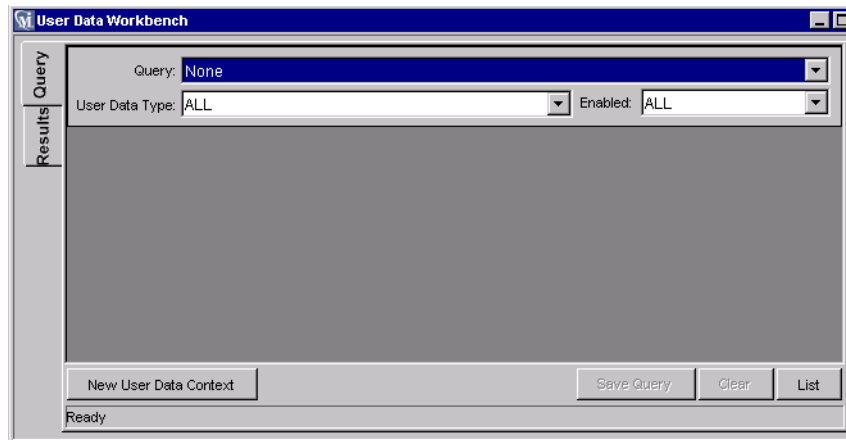 User Data Workbench
Query
Results
Query: None
User Data Type: ALL Enabled: ALL
New User Data Context Save Query Clear List
Ready